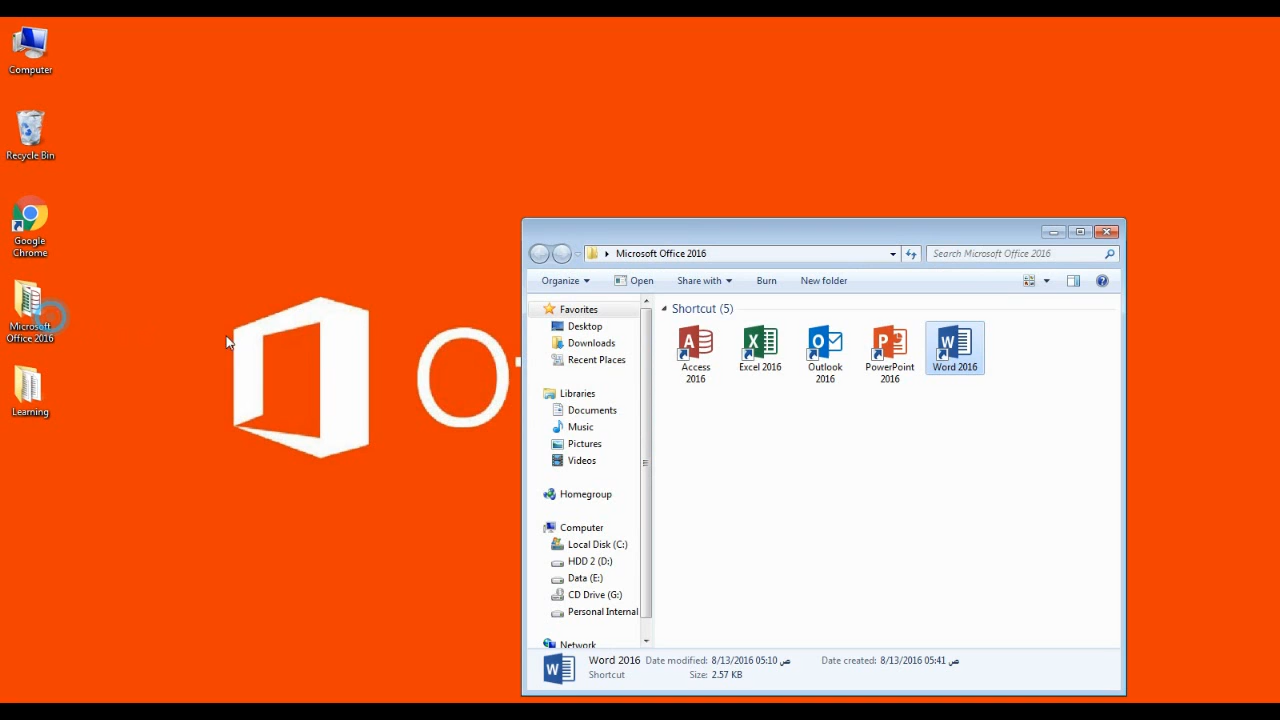 Computer
Recycle Bin
Google
Chrome
Microsoft
Office 2016
Learning
O
Microsoft Office 2016
Search Microsoft Office 2016
Organize
Open
Share with
Burn
New folder
Favorites
Desktop
Downloads
Recent Places
Libraries
Documents
Music
Pictures
Videos
Homegroup
Computer
Local Disk (C:)
HDD 2 (D:)
Data (E:)
CD Drive (G:)
Personal Internal
Network
Shortcut (5)
Access
2016
Excel 2016
Outlook
2016
PowerPoint
2016
Word 2016
Word 2016 Date modified: 8/13/2016 05:10 ص Date created: 8/13/2016 05:41 ص
Shortcut Size: 2.57 KB